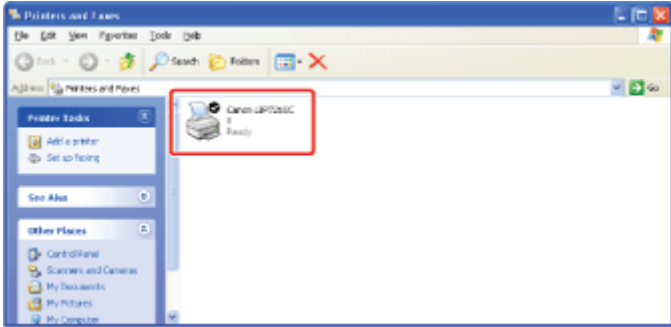 Printers and Faxes
File Edit View Favorites Tools Help
Back Search Folders
Address Printers and Faxes Go
Printer Tasks
Add a printer
Set up faxing
See Also
Other Places
Control Panel
Scanners and Cameras
My Documents
My Pictures
My Computer
Canon
0
Ready